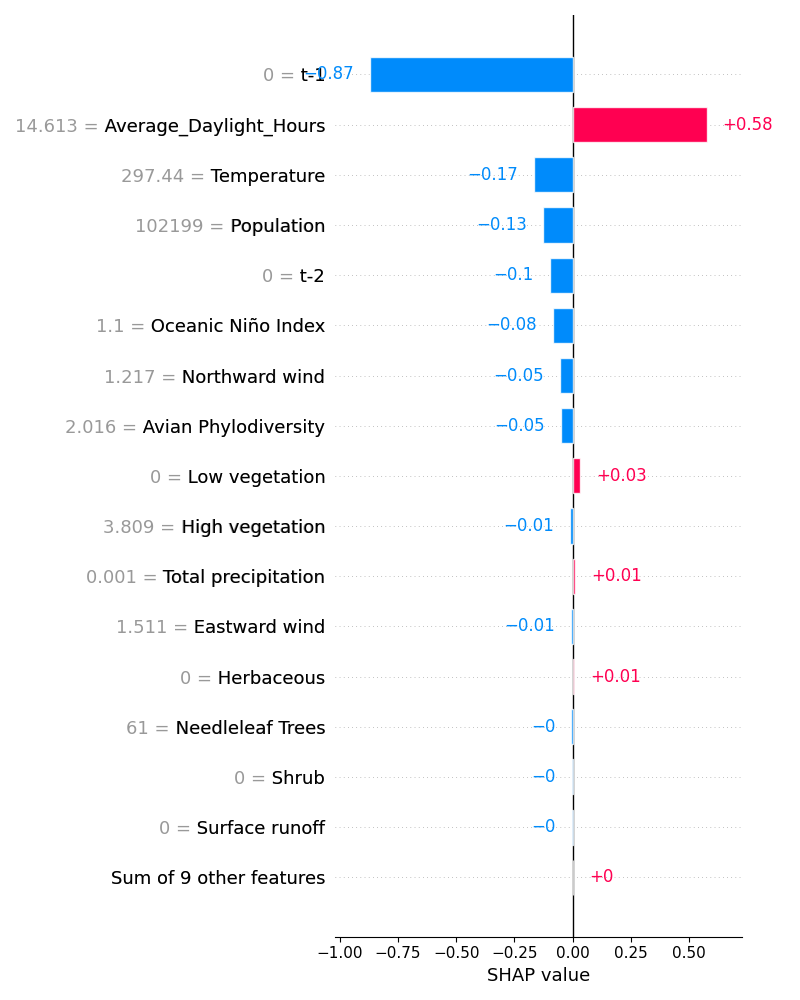 0 = t-1 −0.87
14.613 = Average_Daylight_Hours +0.58
297.44 = Temperature −0.17
102199 = Population −0.13
0 = t-2 −0.1
1.1 = Oceanic Niño Index −0.08
1.217 = Northward wind −0.05
2.016 = Avian Phylodiversity −0.05
0 = Low vegetation +0.03
3.809 = High vegetation −0.01
0.001 = Total precipitation +0.01
1.511 = Eastward wind −0.01
0 = Herbaceous +0.01
61 = Needleleaf Trees −0
0 = Shrub −0
0 = Surface runoff −0
Sum of 9 other features +0
−1.00 −0.75 −0.50 −0.25 0.00 0.25 0.50
SHAP value